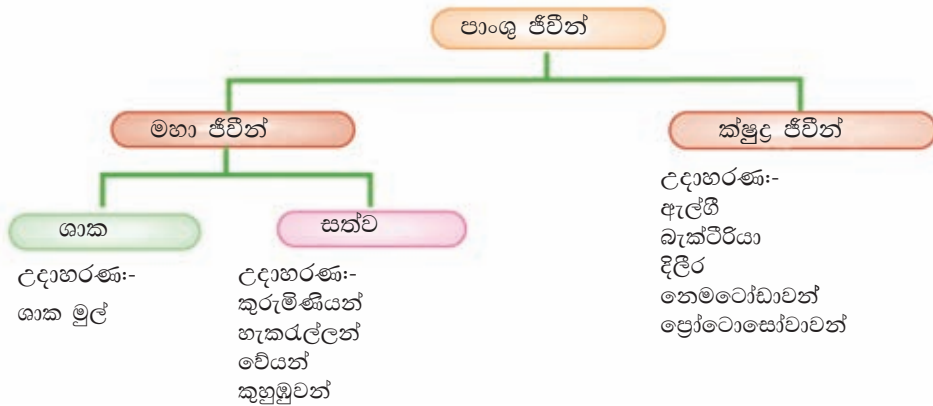 පාංශු ජීවීන්
මහා ජීවීන්
ක්ෂුද්‍ර ජීවීන්
ශාක
සත්ව
උදාහරණ:-
ශාක මුල්
උදාහරණ:-
කුරුමිණියන්
හැකරැල්ලන්
වේයන්
කුහුඹුවන්
උදාහරණ:-
ඇල්ගී
බැක්ටීරියා
දිලීර
නෙමටෝඩාවන්
ප්‍රෝටොසෝවාවන්